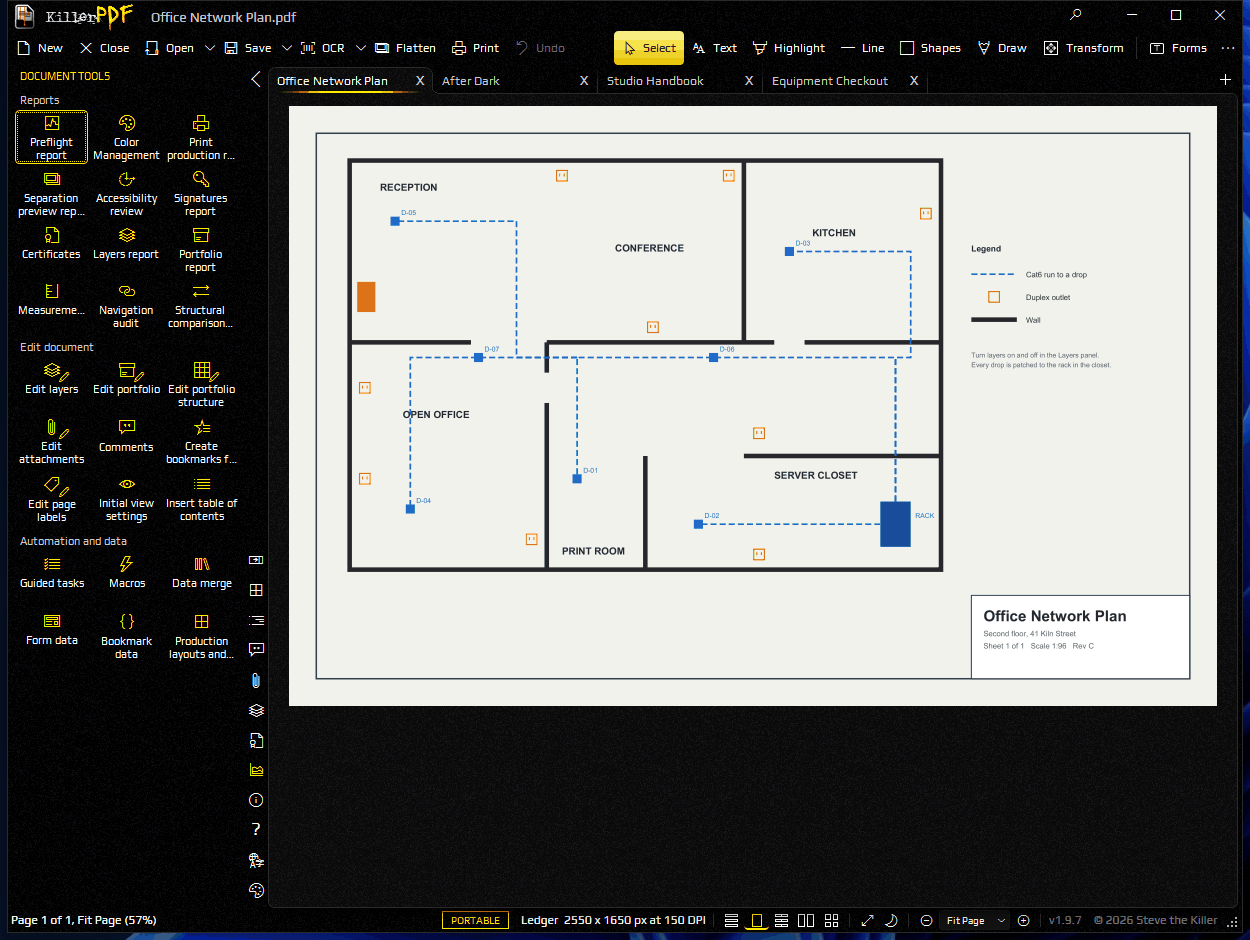 KillerPDF
Office Network Plan.pdf
New
Close
Open
Save
OCR
Flatten
Print
Undo
Select
Text
Highlight
Line
Shapes
Draw
Transform
Forms
DOCUMENT TOOLS
Office Network Plan X
After Dark X
Studio Handbook X
Equipment Checkout X
Reports
Preflight report
Color Management
Print production r...
Separation preview rep...
Accessibility review
Signatures report
Certificates
Layers report
Portfolio report
Measureme...
Navigation audit
Structural comparison...
Edit document
Edit layers
Edit portfolio
Edit portfolio structure
Edit attachments
Comments
Create bookmarks f...
Edit page labels
Initial view settings
Insert table of contents
Automation and data
Guided tasks
Macros
Data merge
Form data
Bookmark data
Production layouts and...
RECEPTION
D-05
CONFERENCE
KITCHEN
D-03
D-07
D-06
OPEN OFFICE
D-01
D-04
SERVER CLOSET
D-02
RACK
PRINT ROOM
Legend
Cat6 run to a drop
Duplex outlet
Wall
Turn layers on and off in the Layers panel.
Every drop is patched to the rack in the closet.
Office Network Plan
Second floor, 41 Kiln Street
Sheet 1 of 1 Scale 1:96 Rev C
Page 1 of 1, Fit Page (57%)
PORTABLE
Ledger 2550 x 1650 px at 150 DPI
Fit Page
v1.9.7
© 2026 Steve the Killer